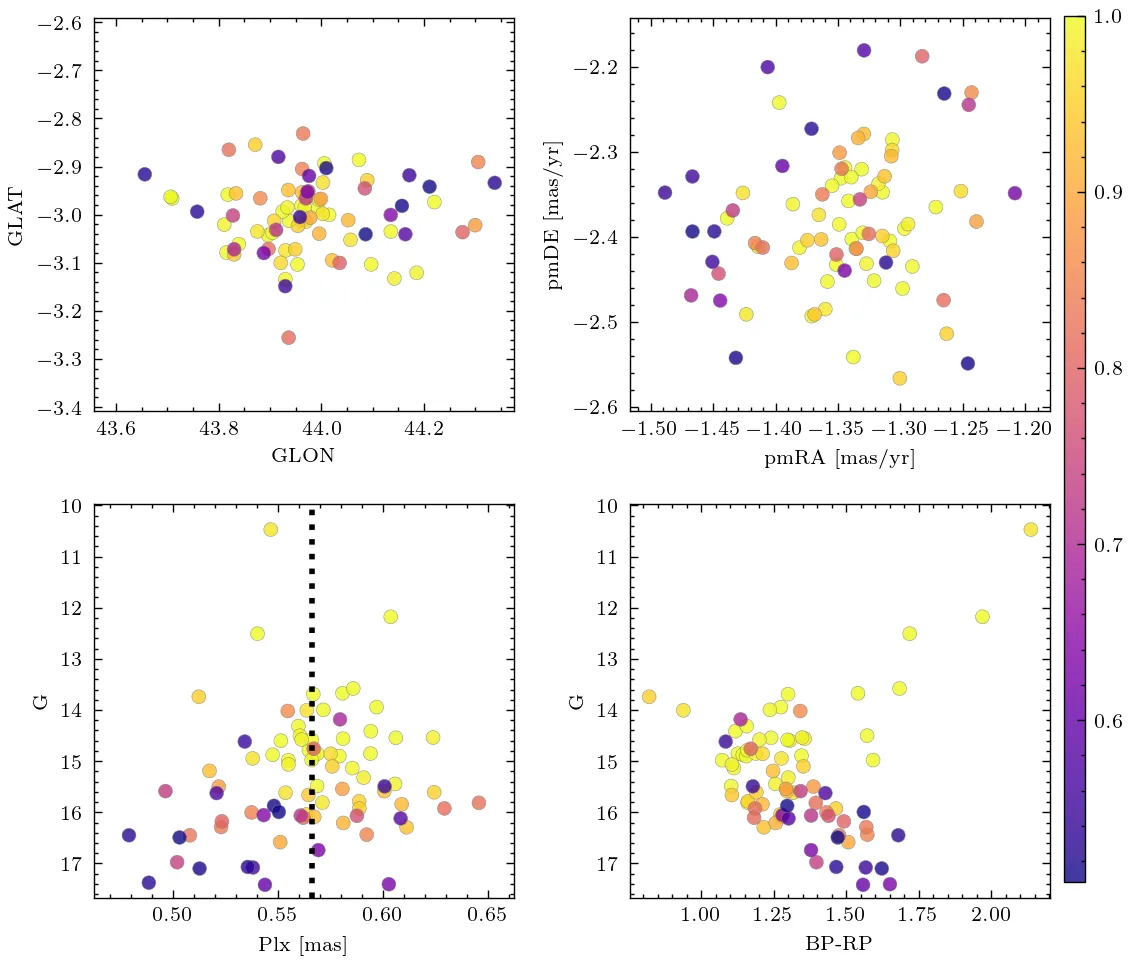 −2.6
−2.7
−2.8
−2.9
−3.0
−3.1
−3.2
−3.3
−3.4
GLAT
43.6 43.8 44.0 44.2
GLON
−2.2
−2.3
−2.4
−2.5
−2.6
pmDE [mas/yr]
−1.50 −1.45 −1.40 −1.35 −1.30 −1.25 −1.20
pmRA [mas/yr]
1.0
0.9
0.8
0.7
0.6
10
11
12
13
14
15
16
17
G
0.50 0.55 0.60 0.65
Plx [mas]
10
11
12
13
14
15
16
17
G
1.00 1.25 1.50 1.75 2.00
BP-RP